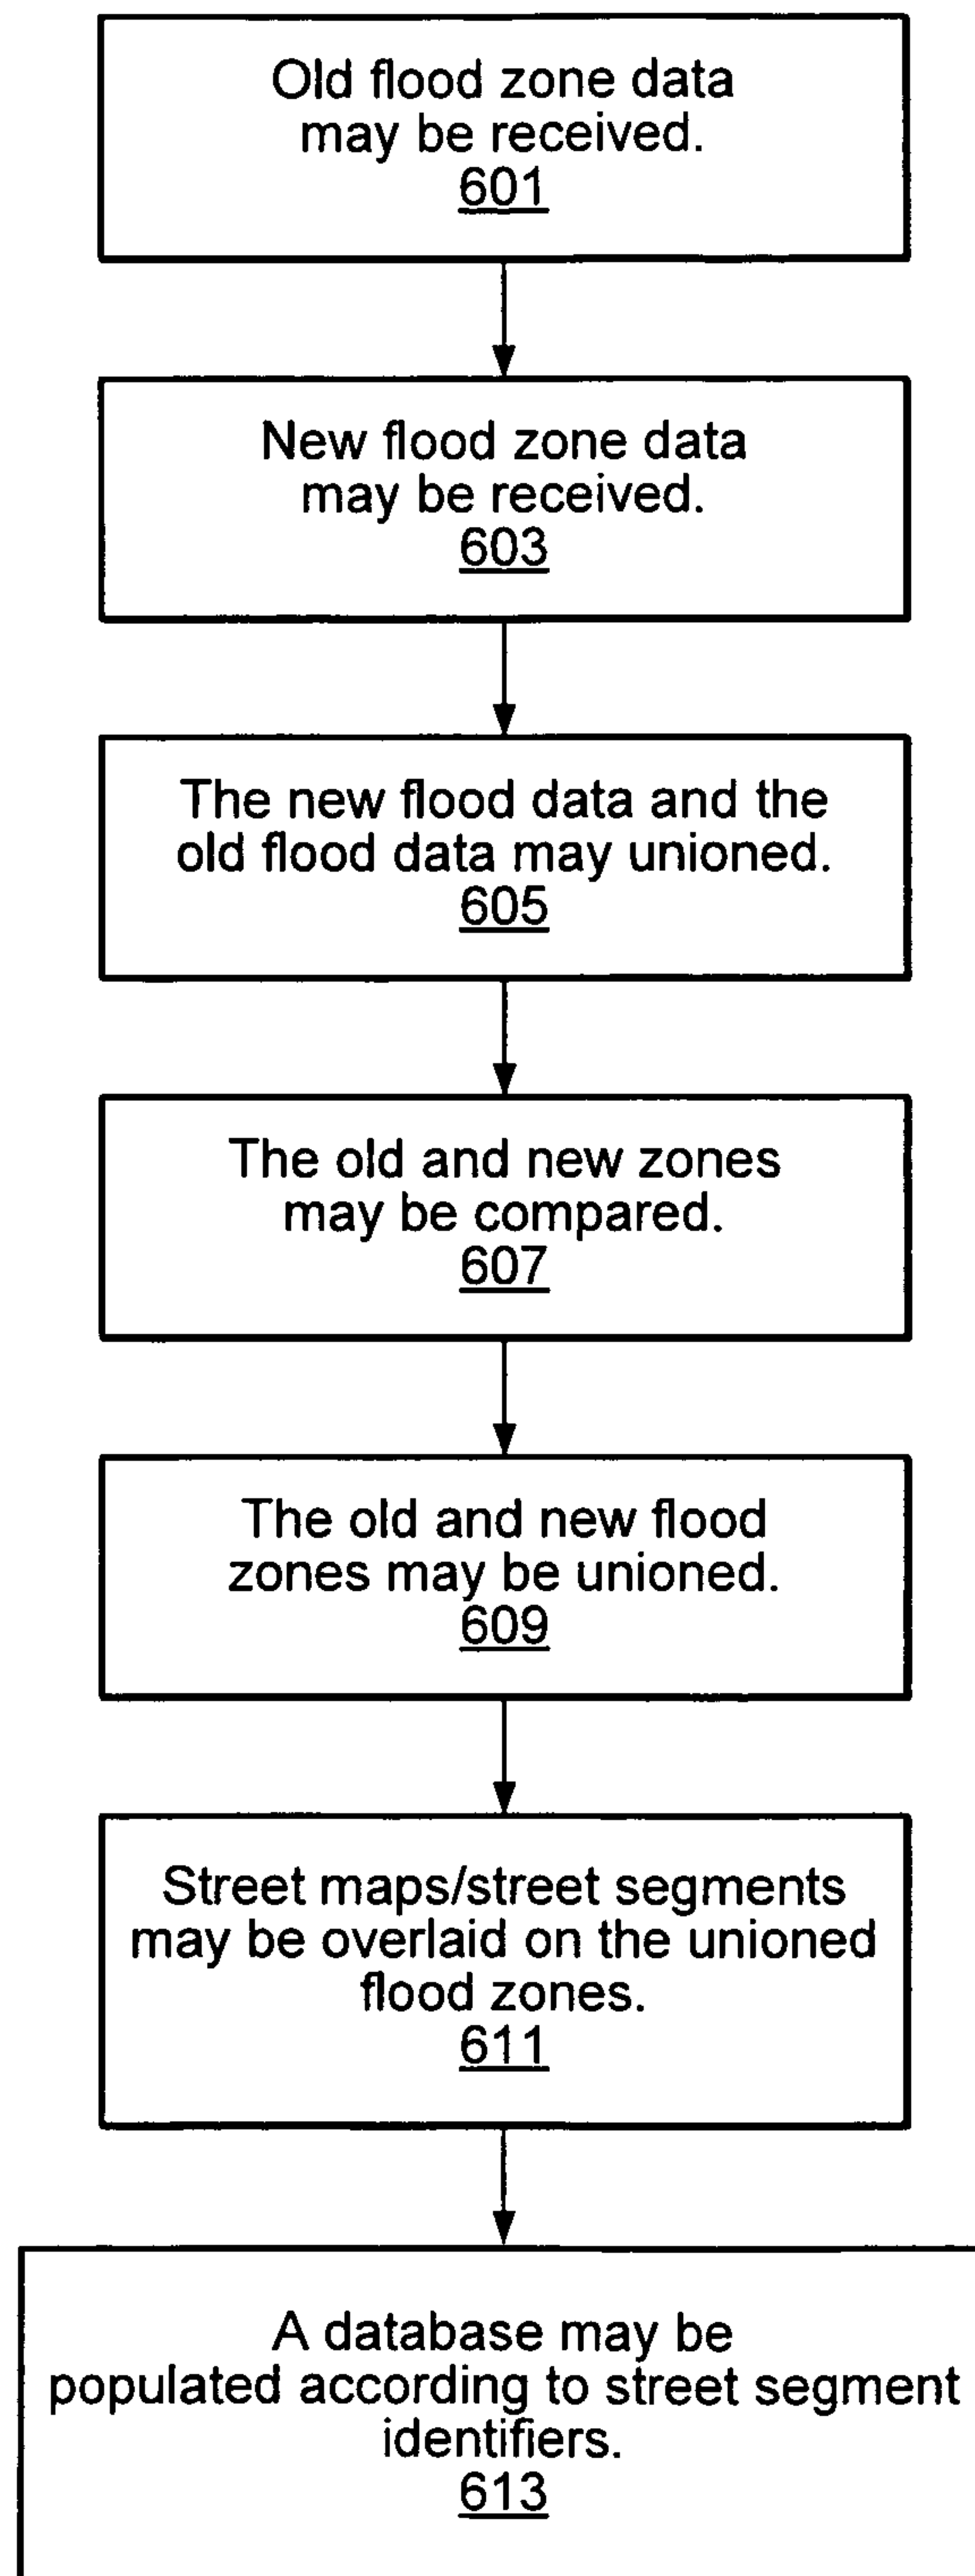 Old flood zone data
may be received.
601
New flood zone data
may be received.
603
The new flood data and the
old flood data may unioned.
605
The old and new zones
may be compared.
607
The old and new flood
zones may be unioned.
609
Street maps/street segments
may be overlaid on the unioned
flood zones.
611
A database may be
populated according to street segment
identifiers.
613